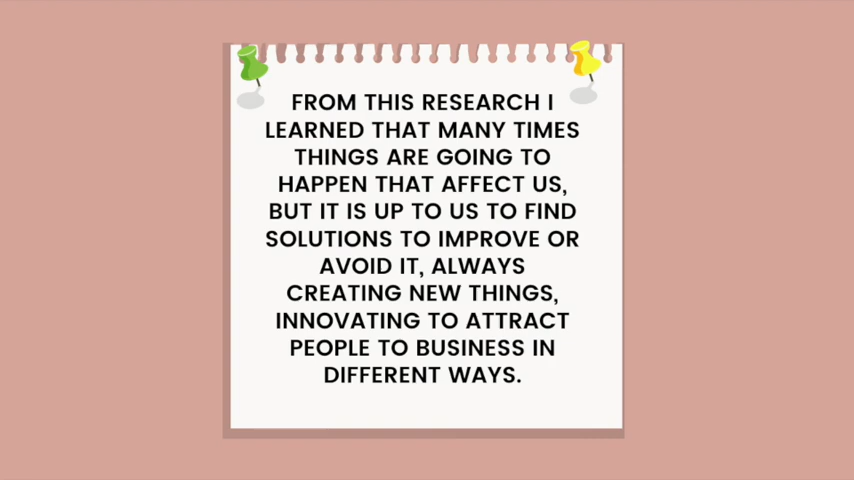 FROM THIS RESEARCH I
LEARNED THAT MANY TIMES
THINGS ARE GOING TO
HAPPEN THAT AFFECT US,
BUT IT IS UP TO US TO FIND
SOLUTIONS TO IMPROVE OR
AVOID IT, ALWAYS
CREATING NEW THINGS,
INNOVATING TO ATTRACT
PEOPLE TO BUSINESS IN
DIFFERENT WAYS.